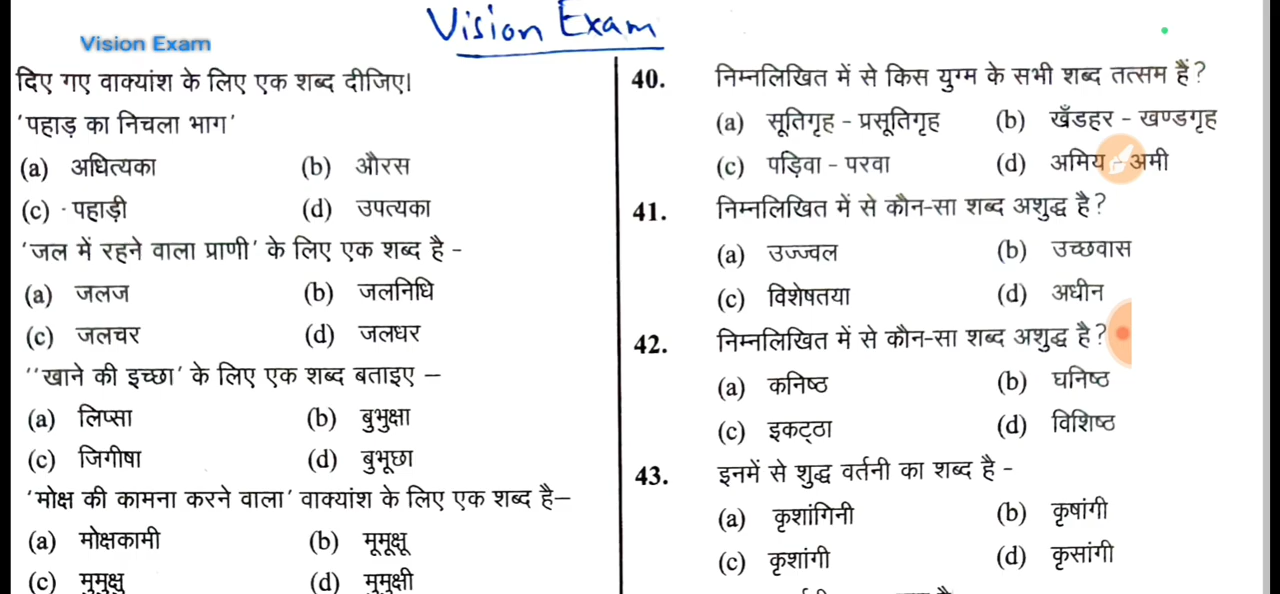 Vision Exam
Vision Exam
दिए गए वाक्यांश के लिए एक शब्द दीजिए।
'पहाड़ का निचला भाग'
(a) अधित्यका (b) औरस
(c) पहाड़ी (d) उपत्यका
'जल में रहने वाला प्राणी' के लिए एक शब्द है -
(a) जलज (b) जलनिधि
(c) जलचर (d) जलधर
''खाने की इच्छा' के लिए एक शब्द बताइए –
(a) लिप्सा (b) बुभुक्षा
(c) जिगीषा (d) बुभूछा
'मोक्ष की कामना करने वाला' वाक्यांश के लिए एक शब्द है–
(a) मोक्षकामी (b) मूमूक्षू
(c) मुमुक्षु (d) मुमुक्षी
40. निम्नलिखित में से किस युग्म के सभी शब्द तत्सम हैं?
(a) सूतिगृह - प्रसूतिगृह (b) खँडहर - खण्डगृह
(c) पड़िवा - परवा (d) अमिय - अमी
41. निम्नलिखित में से कौन-सा शब्द अशुद्ध है?
(a) उज्ज्वल (b) उच्छवास
(c) विशेषतया (d) अधीन
42. निम्नलिखित में से कौन-सा शब्द अशुद्ध है?
(a) कनिष्ठ (b) घनिष्ठ
(c) इकट्ठा (d) विशिष्ठ
43. इनमें से शुद्ध वर्तनी का शब्द है -
(a) कृशांगिनी (b) कृषांगी
(c) कृशांगी (d) कृसांगी